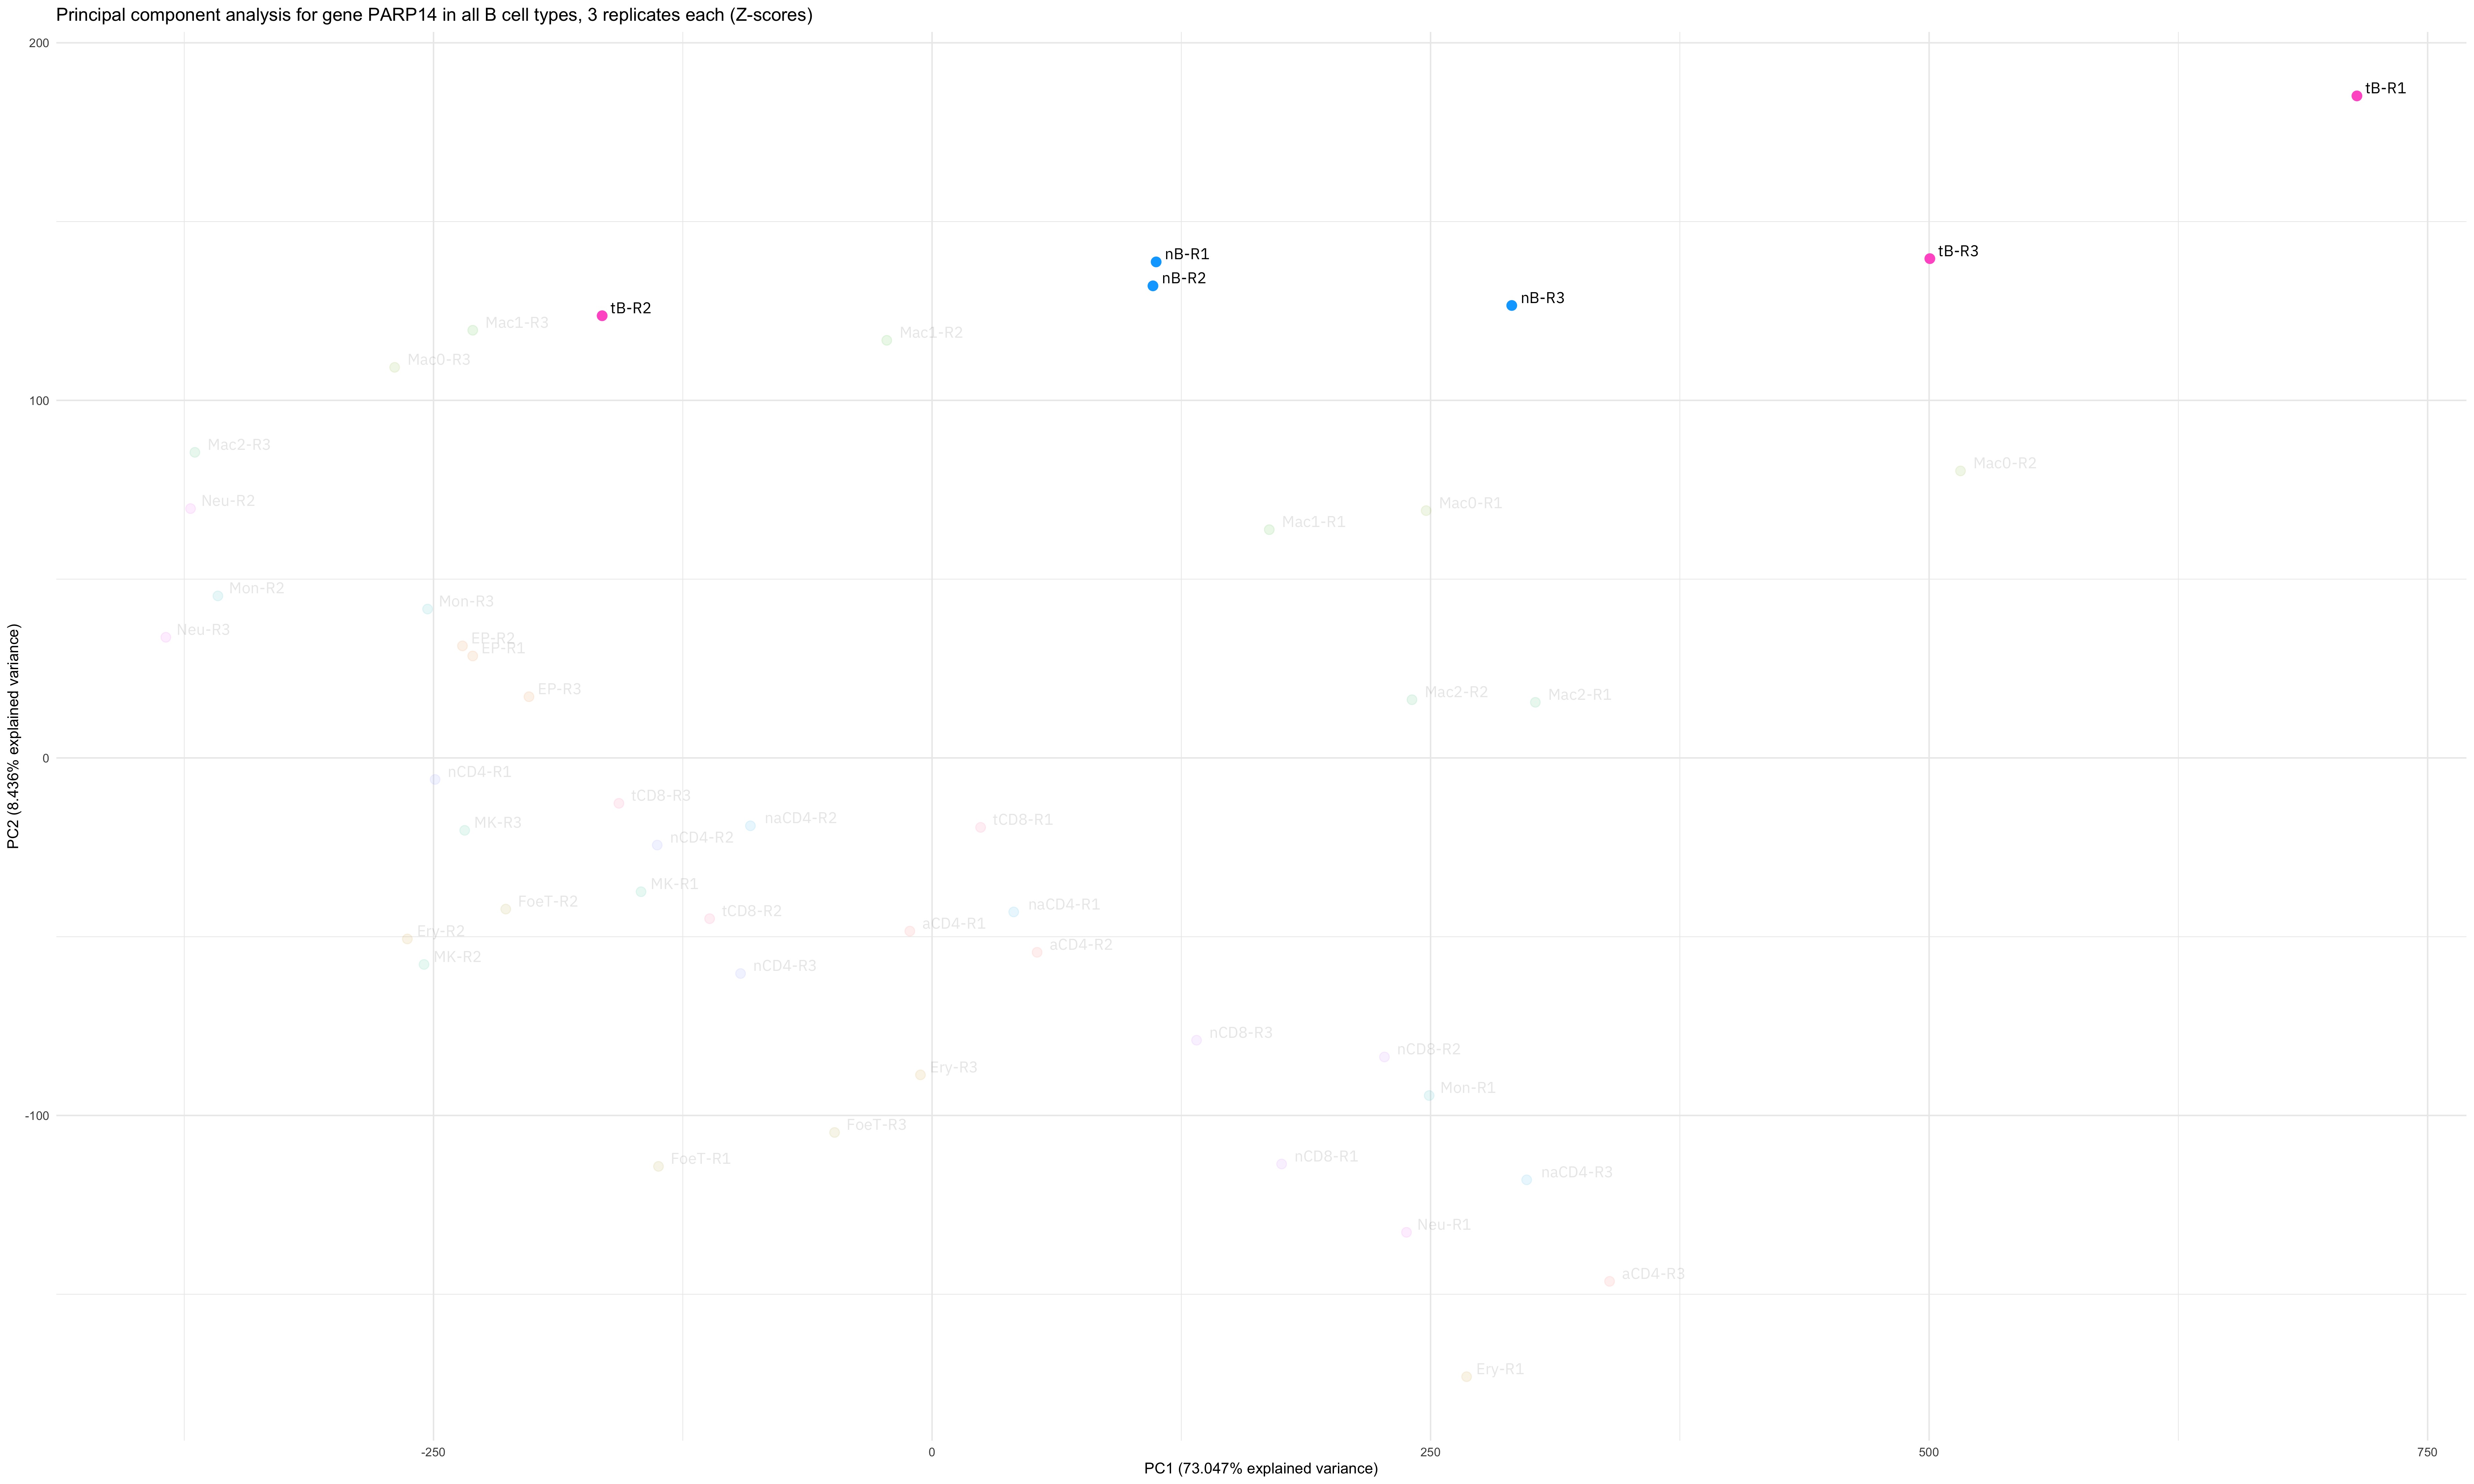 Principal component analysis for gene PARP14 in all B cell types, 3 replicates each (Z-scores)
200
tB-R1
nB-R1
tB-R3
nB-R2
nB-R3
tB-R2
Mac1-R3
Mac1-R2
Mac0-R3
100
Mac2-R3
Mac0-R2
Neu-R2
Mac0-R1
Mac1-R1
Mon-R2
Mon-R3
Neu-R3
EP-R2
EP-R1
EP-R3
Mac2-R2
Mac2-R1
0
nCD4-R1
tCD8-R3
naCD4-R2
tCD8-R1
MK-R3
nCD4-R2
MK-R1
FoeT-R2
tCD8-R2
naCD4-R1
aCD4-R1
Ery-R2
aCD4-R2
MK-R2
nCD4-R3
nCD8-R3
nCD8-R2
Ery-R3
Mon-R1
-100
FoeT-R3
FoeT-R1
nCD8-R1
naCD4-R3
Neu-R1
aCD4-R3
Ery-R1
PC2 (8.436% explained variance)
-250
0
250
500
750
PC1 (73.047% explained variance)